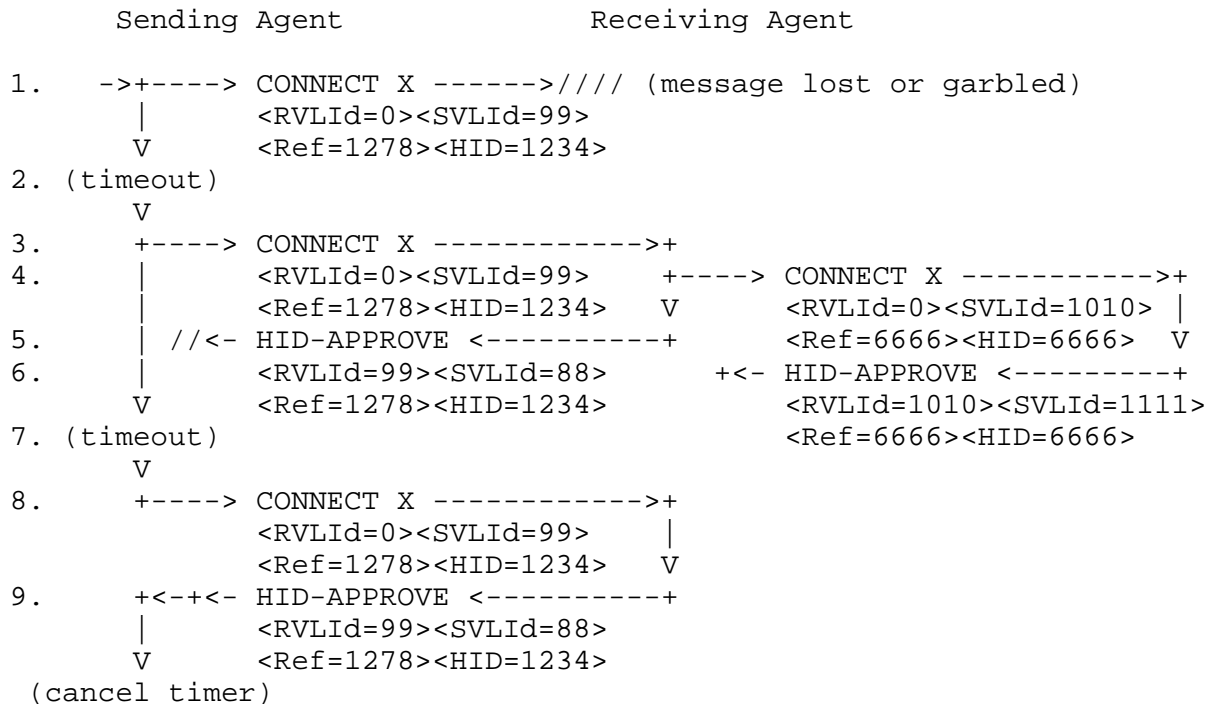 Sending Agent                Receiving Agent
1.    ->+----> CONNECT X ------>//// (message lost or garbled)
        |      <RVLId=0><SVLId=99>
        V      <Ref=1278><HID=1234>
2. (timeout)
        V
3.      +----> CONNECT X ------------>+
4.      |      <RVLId=0><SVLId=99>    +----> CONNECT X ----------->+
        |      <Ref=1278><HID=1234>   V      <RVLId=0><SVLId=1010> |
5.      | //<- HID-APPROVE <----------+      <Ref=6666><HID=6666>  V
6.      |      <RVLId=99><SVLId=88>      +<- HID-APPROVE <---------+
        V      <Ref=1278><HID=1234>          <RVLId=1010><SVLId=1111>
7. (timeout)                                 <Ref=6666><HID=6666>
        V
8.      +----> CONNECT X ------------>+
               <RVLId=0><SVLId=99>    |
               <Ref=1278><HID=1234>   V
9.      +<-+<- HID-APPROVE <----------+
        |      <RVLId=99><SVLId=88>
        V      <Ref=1278><HID=1234>
 (cancel timer)